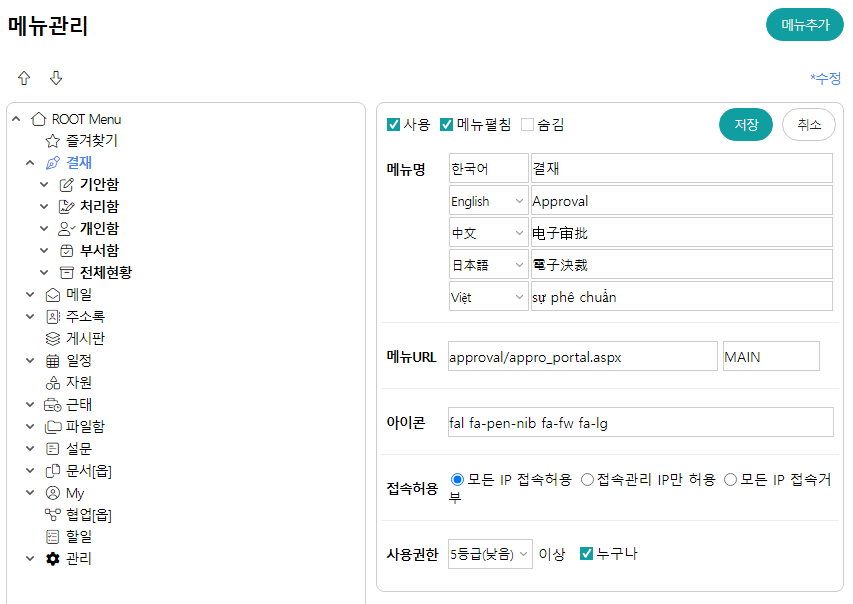 메뉴관리
메뉴추가
*수정
ROOT Menu
즐겨찾기
결재
기안함
처리함
개인함
부서함
전체현황
메일
주소록
게시판
일정
자원
근태
파일함
설문
문서[옵]
My
협업[옵]
할일
관리
사용 메뉴펼침 숨김 저장 취소
메뉴명 한국어 결재
English Approval
中文 电子审批
日本語 電子決裁
Việt sự phê chuẩn
메뉴URL approval/appro_portal.aspx MAIN
아이콘 fal fa-pen-nib fa-fw fa-lg
접속허용 모든 IP 접속허용 접속관리 IP만 허용 모든 IP 접속거
부
사용권한 5등급(낮음) 이상 누구나